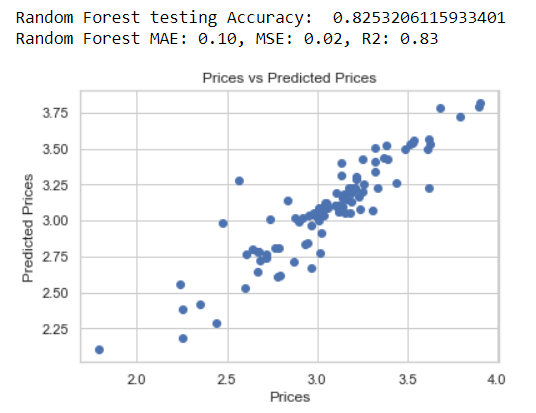 Random Forest testing Accuracy:  0.8253206115933401
Random Forest MAE: 0.10, MSE: 0.02, R2: 0.83
Prices vs Predicted Prices
3.75
3.50
3.25
3.00
2.75
2.50
2.25
Predicted Prices
2.0 2.5 3.0 3.5 4.0
Prices